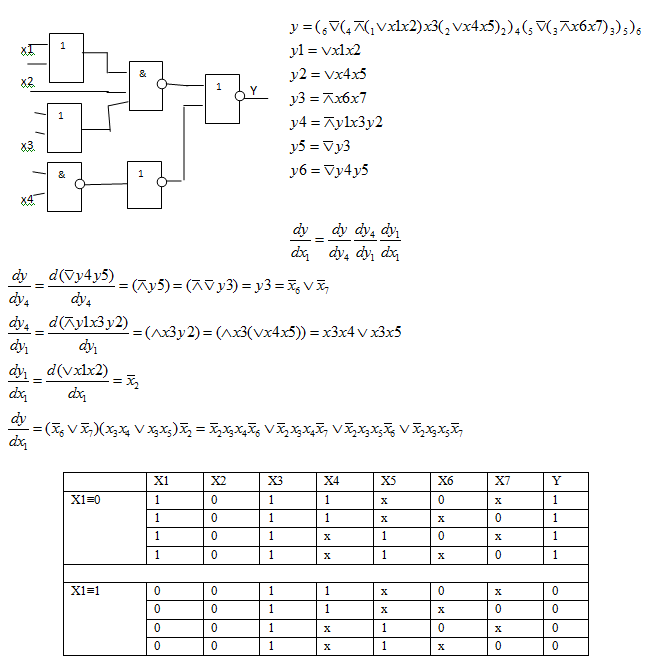 x1
1
x2
&
1
Y
1
x3
&
1
x4
y = (₆ ⊽(₄ ⊼(₁ ∨x1x2)x3(₂ ∨x4x5)₂)₄(₅ ⊽(₃ ⊼x6x7)₃)₅)₆
y1 = ∨x1x2
y2 = ∨x4x5
y3 = ⊼x6x7
y4 = ⊼y1x3y2
y5 = ⊽y3
y6 = ⊽y4y5
dy/dx₁ = dy/dy₄ dy₄/dy₁ dy₁/dx₁
dy/dy₄ = d(⊽y4y5)/dy₄ = (⊼y5) = (⊼⊽y3) = y3 = x̄₆ ∨ x̄₇
dy₄/dy₁ = d(⊼y1x3y2)/dy₁ = (∧x3y2) = (∧x3(∨x4x5)) = x3x4 ∨ x3x5
dy₁/dx₁ = d(∨x1x2)/dx₁ = x̄₂
dy/dx₁ = (x̄₆ ∨ x̄₇)(x₃x₄ ∨ x₃x₅)x̄₂ = x̄₂x₃x₄x̄₆ ∨ x̄₂x₃x₄x̄₇ ∨ x̄₂x₃x₅x̄₆ ∨ x̄₂x₃x₅x̄₇
X1 X2 X3 X4 X5 X6 X7 Y
X1≡0 1 0 1 1 x 0 x 1
1 0 1 1 x x 0 1
1 0 1 x 1 0 x 1
1 0 1 x 1 x 0 1
X1≡1 0 0 1 1 x 0 x 0
0 0 1 1 x x 0 0
0 0 1 x 1 0 x 0
0 0 1 x 1 x 0 0